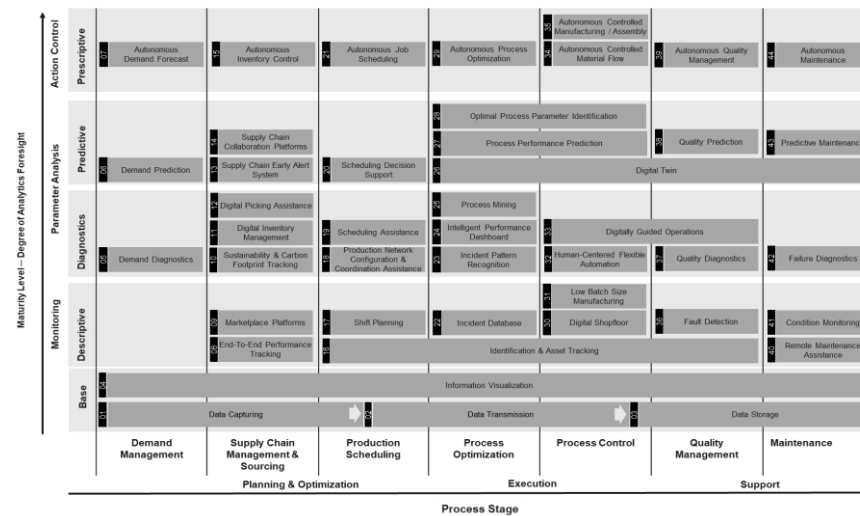 Maturity Level – Degree of Analytics Foresight
Action Control
Parameter Analysis
Monitoring
Prescriptive
07 Autonomous
Demand Forecast
15 Autonomous
Inventory Control
21 Autonomous Job
Scheduling
29 Autonomous Process
Optimization
35 Autonomous Controlled
Manufacturing / Assembly
34 Autonomous Controlled
Material Flow
39 Autonomous Quality
Management
44 Autonomous
Maintenance
Predictive
28 Optimal Process Parameter Identification
14 Supply Chain
Collaboration Platforms
27 Process Performance Prediction
38 Quality Prediction
43 Predictive Maintenance
06 Demand Prediction
13 Supply Chain Early Alert
System
20 Scheduling Decision
Support
26 Digital Twin
Diagnostics
12 Digital Picking Assistance
25 Process Mining
11 Digital Inventory
Management
19 Scheduling Assistance
24 Intelligent Performance
Dashboard
33 Digitally Guided Operations
05 Demand Diagnostics
10 Sustainability & Carbon
Footprint Tracking
18 Production Network
Configuration &
Coordination Assistance
23 Incident Pattern
Recognition
32 Human-Centered Flexible
Automation
37 Quality Diagnostics
42 Failure Diagnostics
Descriptive
31 Low Batch Size
Manufacturing
09 Marketplace Platforms
17 Shift Planning
22 Incident Database
30 Digital Shopfloor
36 Fault Detection
41 Condition Monitoring
08 End-To-End Performance
Tracking
16 Identification & Asset Tracking
40 Remote Maintenance
Assistance
Base
04 Information Visualization
01 Data Capturing
02 Data Transmission
03 Data Storage
Demand
Management
Supply Chain
Management &
Sourcing
Production
Scheduling
Process
Optimization
Process Control
Quality
Management
Maintenance
Planning & Optimization
Execution
Support
Process Stage